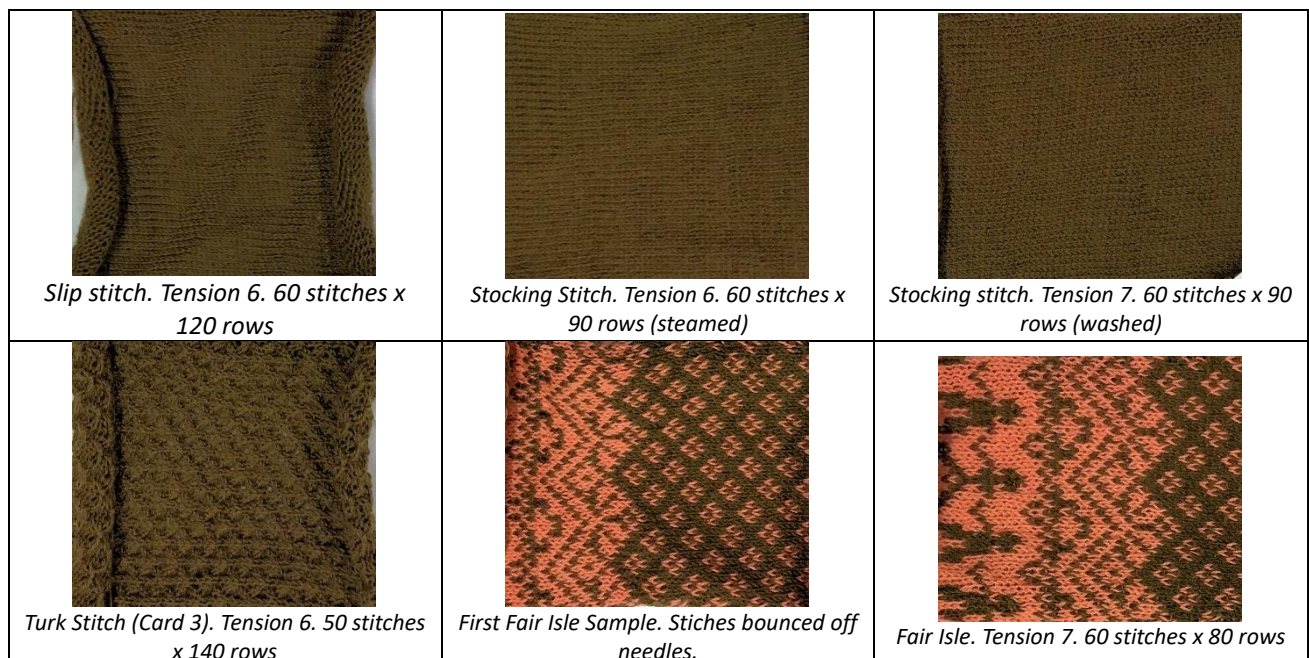 Slip stitch. Tension 6. 60 stitches x
120 rows
Stocking Stitch. Tension 6. 60 stitches x
90 rows (steamed)
Stocking stitch. Tension 7. 60 stitches x 90
rows (washed)
Turk Stitch (Card 3). Tension 6. 50 stitches
x 140 rows
First Fair Isle Sample. Stiches bounced off
needles.
Fair Isle. Tension 7. 60 stitches x 80 rows